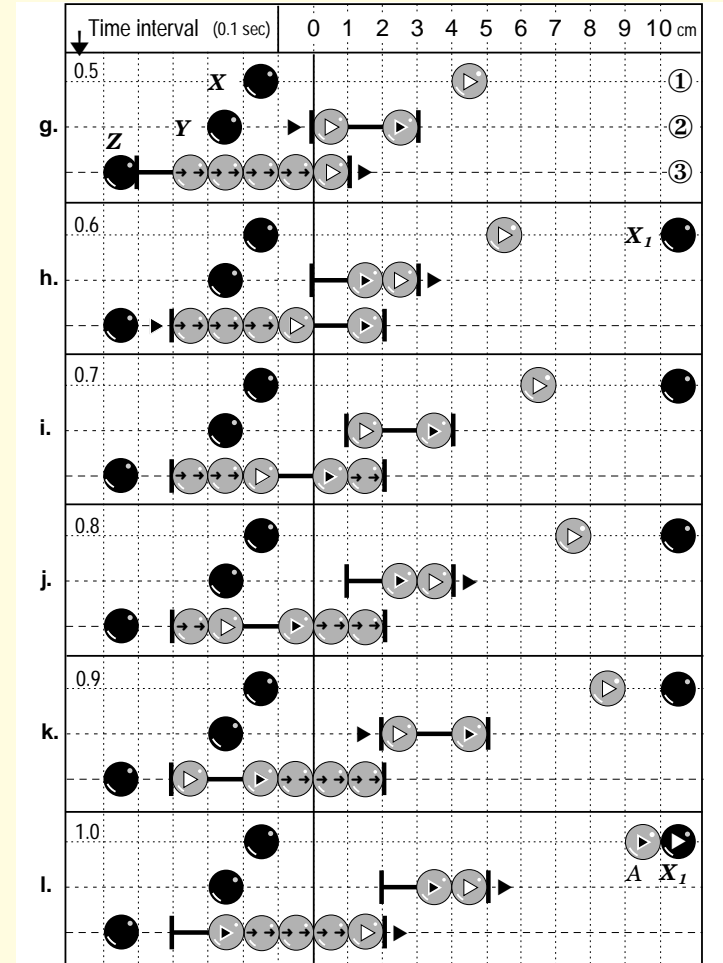 Time interval (0.1 sec) 0 1 2 3 4 5 6 7 8 9 10 cm
0.5
X ①
g. Y ②
Z ③
0.6
X₁
h.
0.7
i.
0.8
j.
0.9
k.
1.0
A X₁
l.